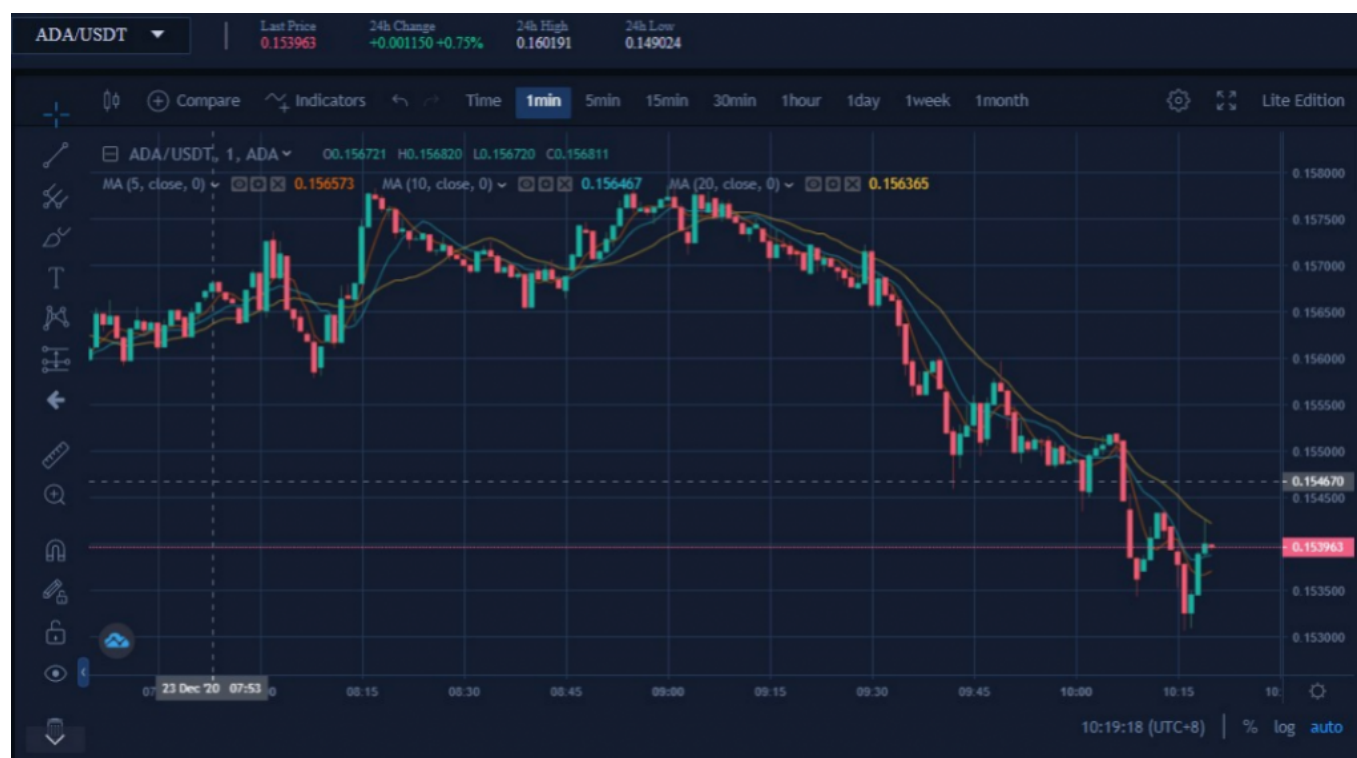 ADA/USDT
Last Price 24h Change 24h High 24h Low
0.153963 +0.001150 +0.75% 0.160191 0.149024
Compare Indicators Time 1min 5min 15min 30min 1hour 1day 1week 1month Lite Edition
ADA/USDT, 1, ADA O0.156721 H0.156820 L0.156720 C0.156811
MA (5, close, 0) 0.156573 MA (10, close, 0) 0.156467 MA (20, close, 0) 0.156365
0.158000
0.157500
0.157000
0.156500
0.156000
0.155500
0.155000
0.154670
0.154500
0.153963
0.153500
0.153000
07 23 Dec '20 07:53 0 08:15 08:30 08:45 09:00 09:15 09:30 09:45 10:00 10:15 10:
10:19:18 (UTC+8) % log auto